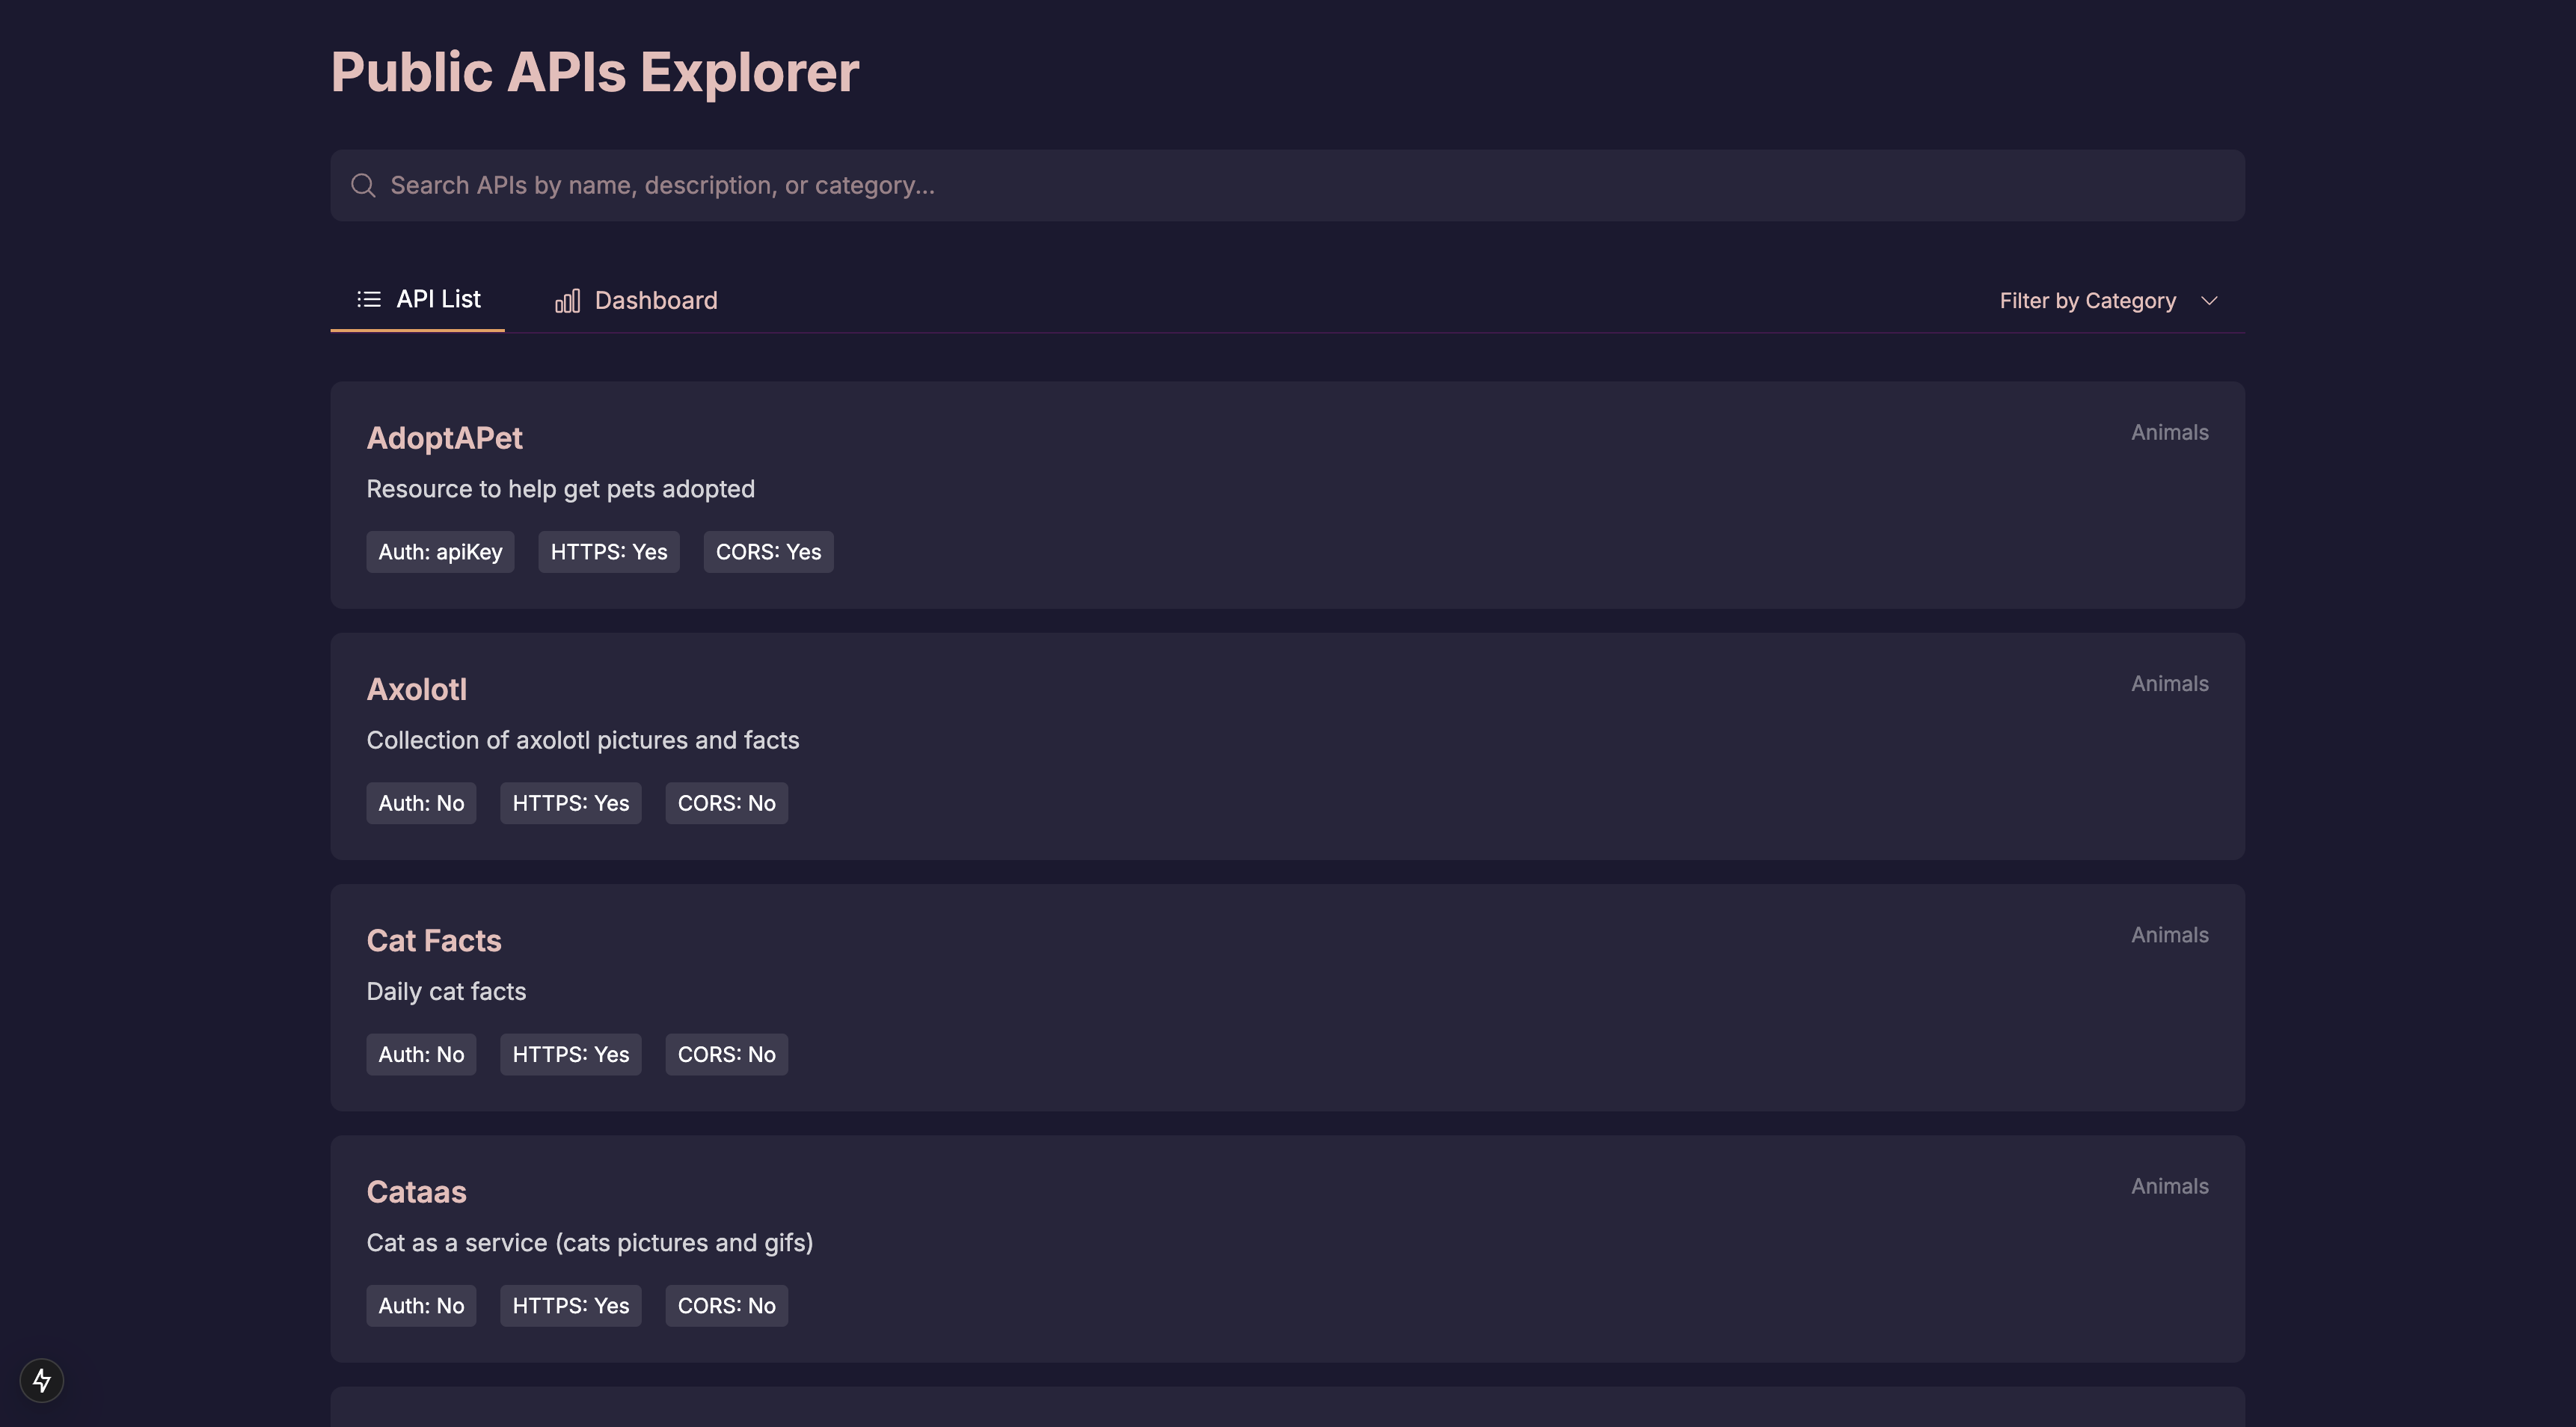 Public APIs Explorer
Search APIs by name, description, or category...
API List
Dashboard
Filter by Category
AdoptAPet
Animals
Resource to help get pets adopted
Auth: apiKey
HTTPS: Yes
CORS: Yes
Axolotl
Animals
Collection of axolotl pictures and facts
Auth: No
HTTPS: Yes
CORS: No
Cat Facts
Animals
Daily cat facts
Auth: No
HTTPS: Yes
CORS: No
Cataas
Animals
Cat as a service (cats pictures and gifs)
Auth: No
HTTPS: Yes
CORS: No